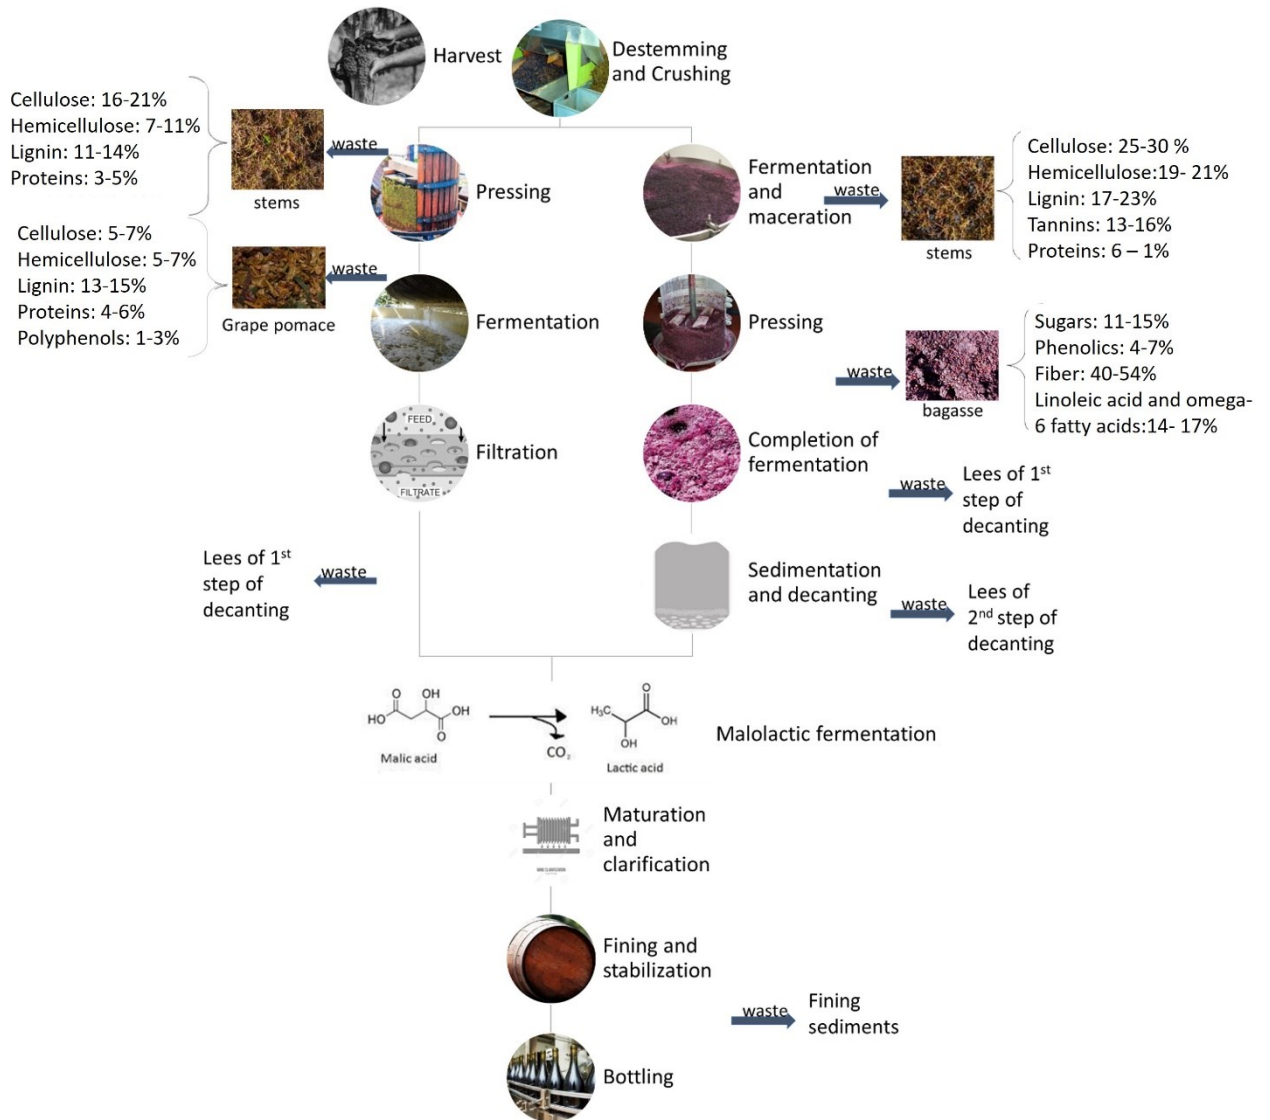 Harvest
Destemming
and Crushing
Cellulose: 16-21%
Hemicellulose: 7-11%
Lignin: 11-14%
Proteins: 3-5%
stems
waste
Pressing
Cellulose: 5-7%
Hemicellulose: 5-7%
Lignin: 13-15%
Proteins: 4-6%
Polyphenols: 1-3%
Grape pomace
waste
Fermentation
FEED
FILTRATE
Filtration
Lees of 1st
step of
decanting
waste
Fermentation
and
maceration
waste
stems
Cellulose: 25-30 %
Hemicellulose:19- 21%
Lignin: 17-23%
Tannins: 13-16%
Proteins: 6 – 1%
Pressing
waste
bagasse
Sugars: 11-15%
Phenolics: 4-7%
Fiber: 40-54%
Linoleic acid and omega-
6 fatty acids:14- 17%
Completion of
fermentation
waste
Lees of 1st
step of
decanting
Sedimentation
and decanting
waste
Lees of
2nd step of
decanting
O
OH
HO
OH
O
Malic acid
CO2
O
H3C
OH
OH
Lactic acid
Malolactic fermentation
Maturation
and
clarification
Fining and
stabilization
waste
Fining
sediments
Bottling